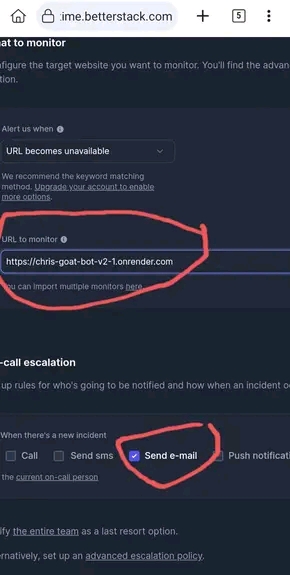 :ime.betterstack.com
5
at to monitor
nfigure the target website you want to monitor. You'll find the advan
tion.
Alert us when
URL becomes unavailable
We recommend the keyword matching
method. Upgrade your account to enable
more options.
URL to monitor
https://chris-goat-bot-v2-1.onrender.com
You can import multiple monitors here.
-call escalation
up rules for who's going to be notified and how when an incident o
When there's a new incident
Call
Send sms
Send e-mail
Push notificati
the current on-call person
ify the entire team as a last resort option.
ernatively, set up an advanced escalation policy.